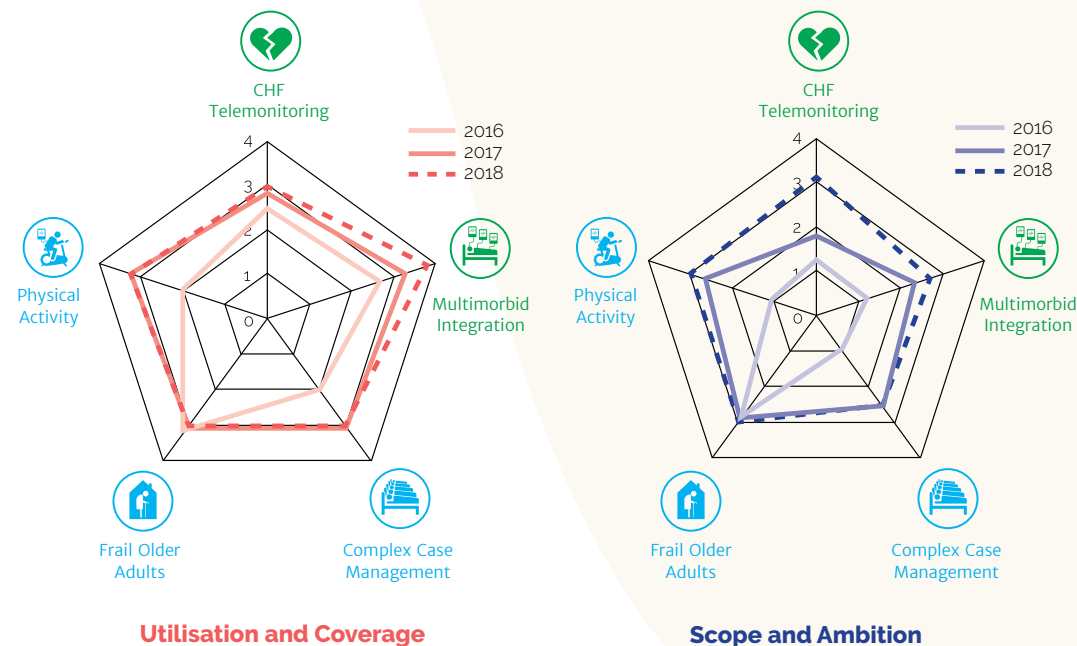 CHF
Telemonitoring
2016
2017
2018
4
3
2
1
0
Multimorbid
Integration
Physical
Activity
Frail Older
Adults
Complex Case
Management
Utilisation and Coverage
CHF
Telemonitoring
2016
2017
2018
4
3
2
1
0
Physical
Activity
Multimorbid
Integration
Frail Older
Adults
Complex Case
Management
Scope and Ambition